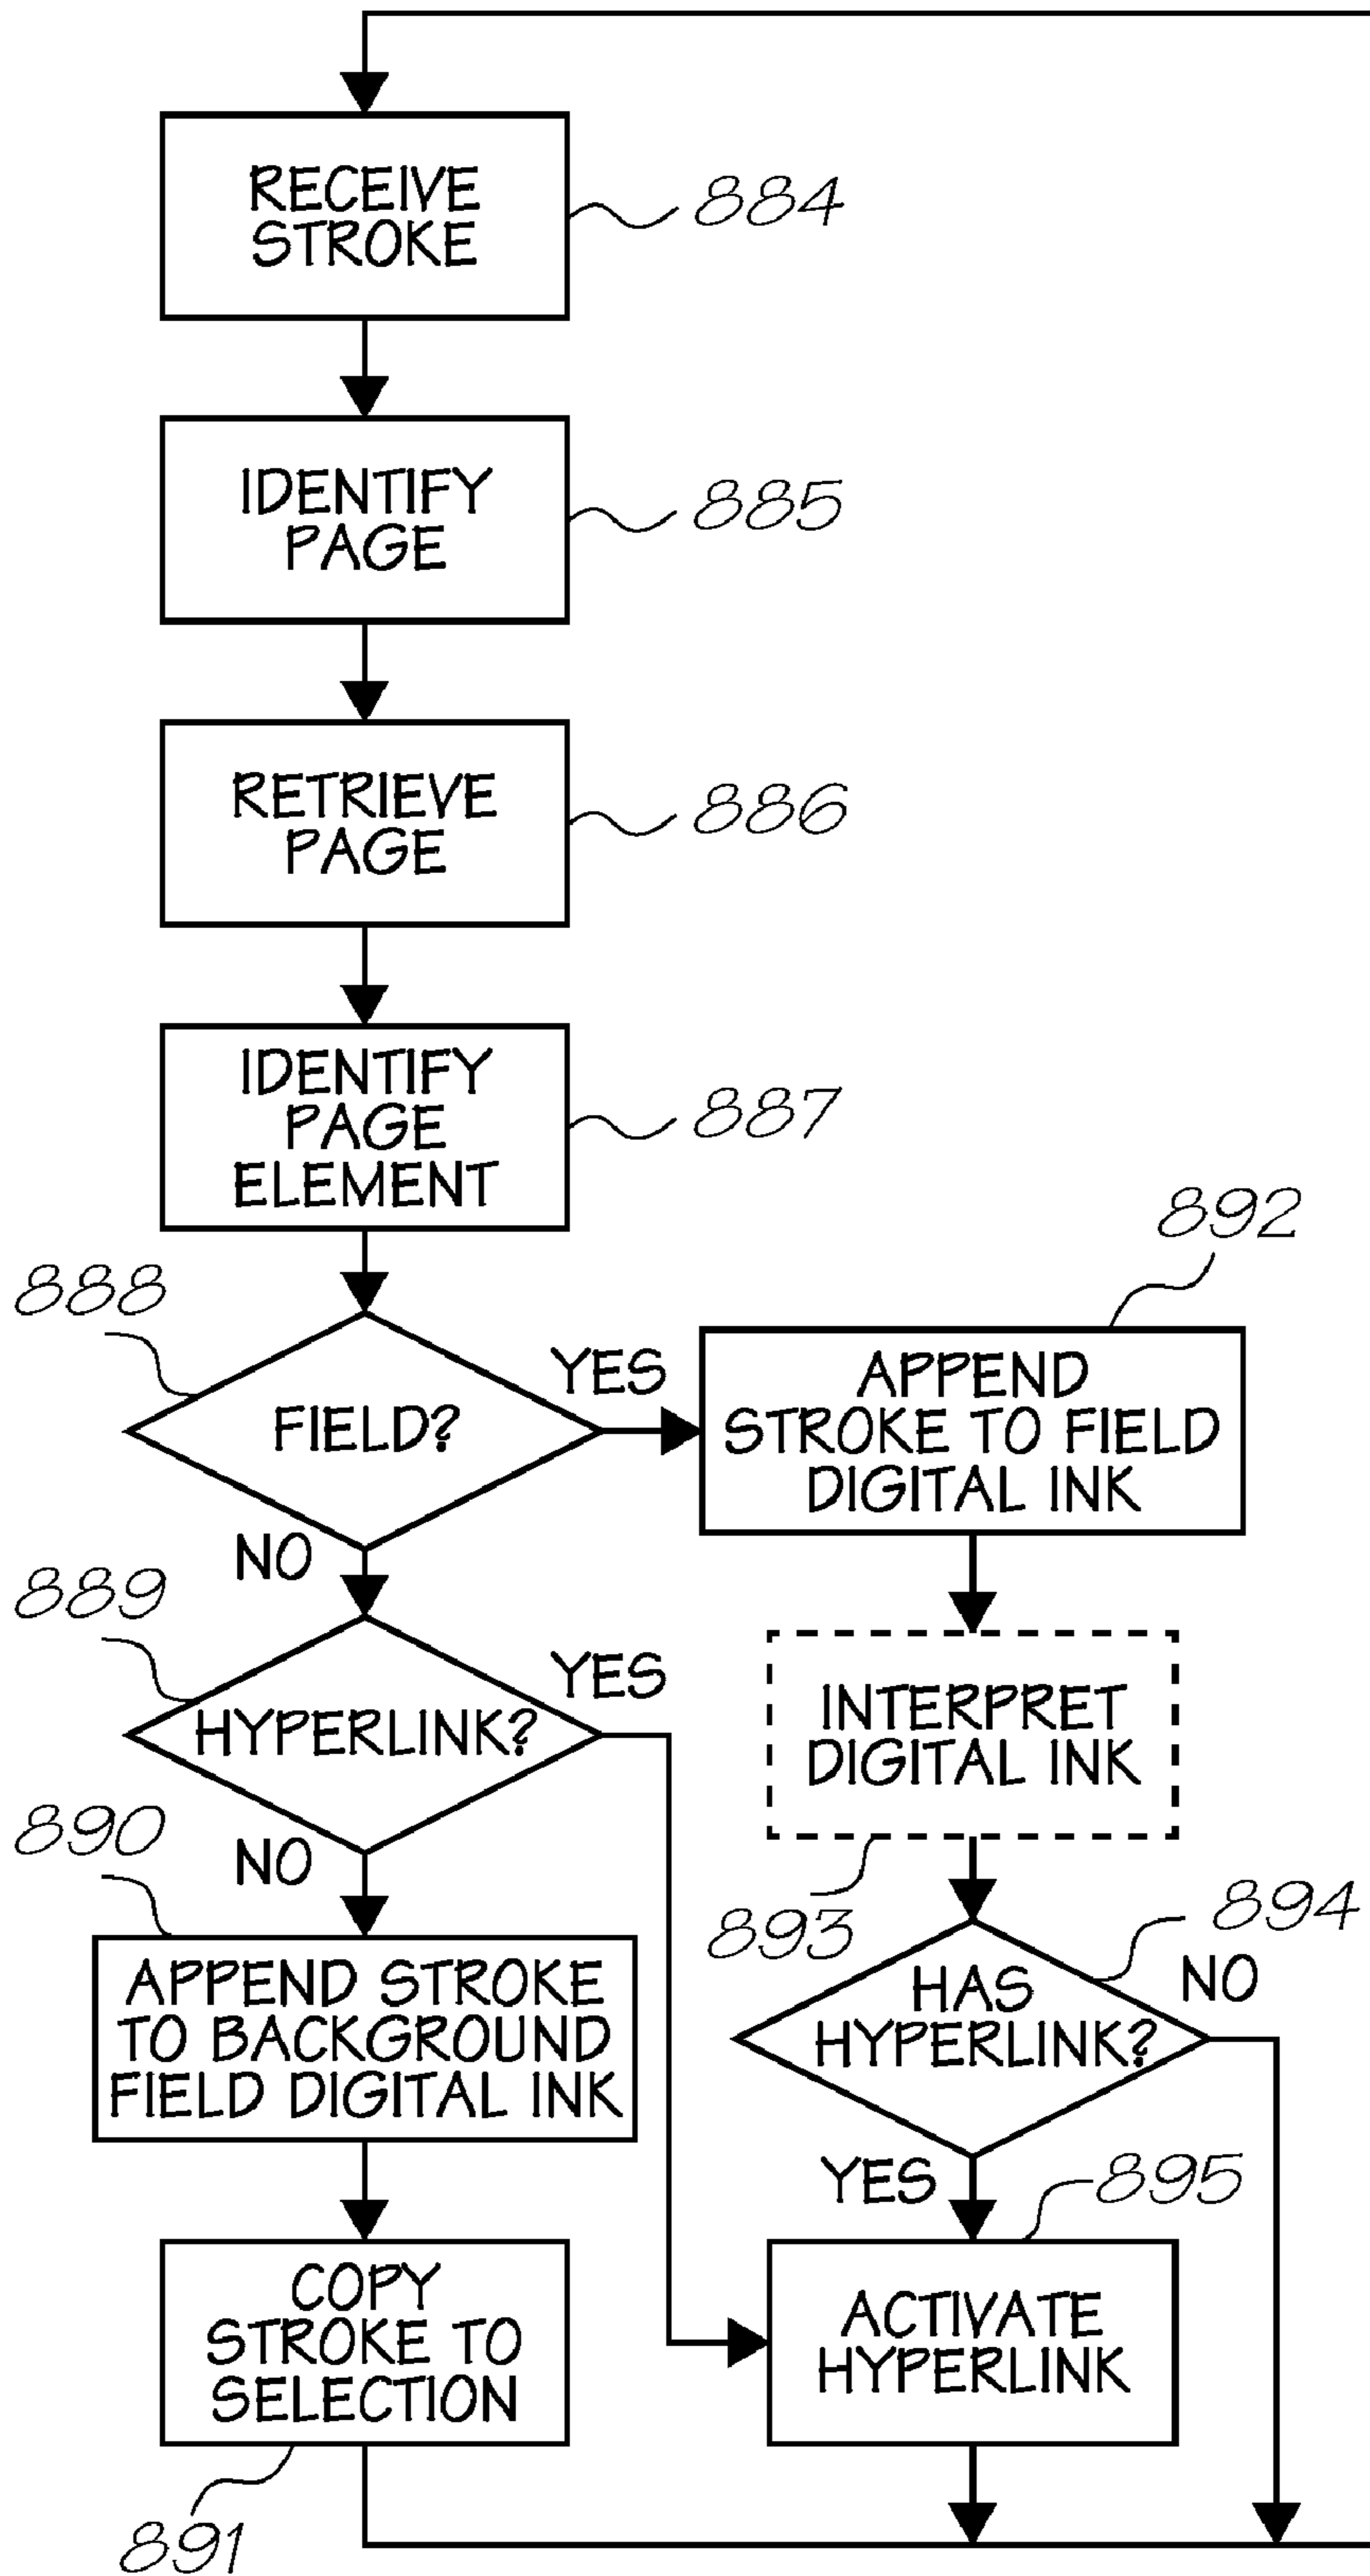 RECEIVE
STROKE
884
IDENTIFY
PAGE
885
RETRIEVE
PAGE
886
IDENTIFY
PAGE
ELEMENT
887
888
FIELD?
YES
NO
892
APPEND
STROKE TO FIELD
DIGITAL INK
889
HYPERLINK?
YES
NO
INTERPRET
DIGITAL INK
893
890
APPEND STROKE
TO BACKGROUND
FIELD DIGITAL INK
894
HAS
HYPERLINK?
NO
YES
895
COPY
STROKE TO
SELECTION
891
ACTIVATE
HYPERLINK